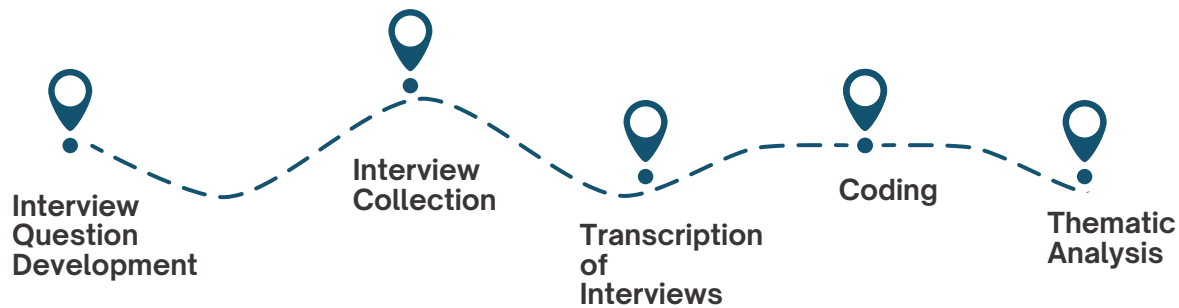 Interview
Question
Development
Interview
Collection
Transcription
of
Interviews
Coding
Thematic
Analysis